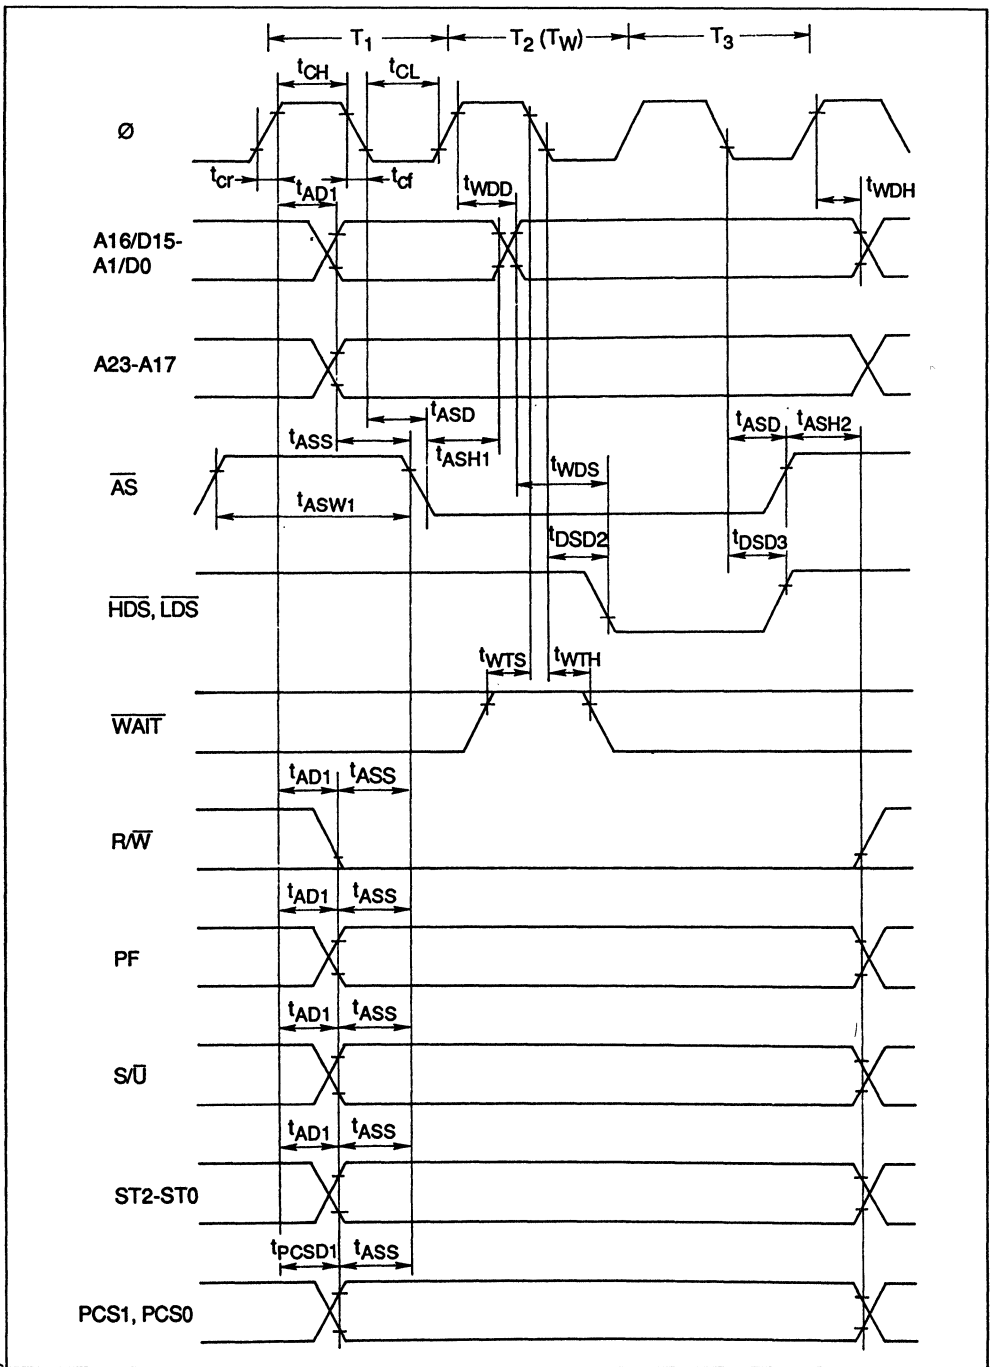 T1 T2 (TW) T3
tCH tCL
Ø
tcr tCf
tAD1 tWDD tWDH
A16/D15-
A1/D0
A23-A17
tASD tASD tASH2
tASS tASH1
tWDS
AS
tASW1
tDSD2 tDSD3
HDS, LDS
tWTS tWTH
WAIT
tAD1 tASS
R/W
tAD1 tASS
PF
tAD1 tASS
S/U
tAD1 tASS
ST2-ST0
tPCSD1 tASS
PCS1, PCS0